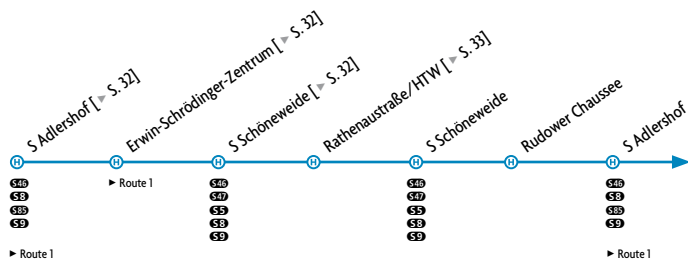 S Adlershof [ ► S. 32]
Erwin-Schrödinger-Zentrum [ ► S. 32]
S Schöneweide [ ► S. 32]
Rathenaustraße/HTW [ ► S. 33]
S Schöneweide
Rudower Chaussee
S Adlershof
H H H H H H H
S46
S8
S85
S9
► Route 1
► Route 1
S46
S47
S5
S8
S9
S46
S47
S5
S8
S9
S46
S8
S85
S9
► Route 1